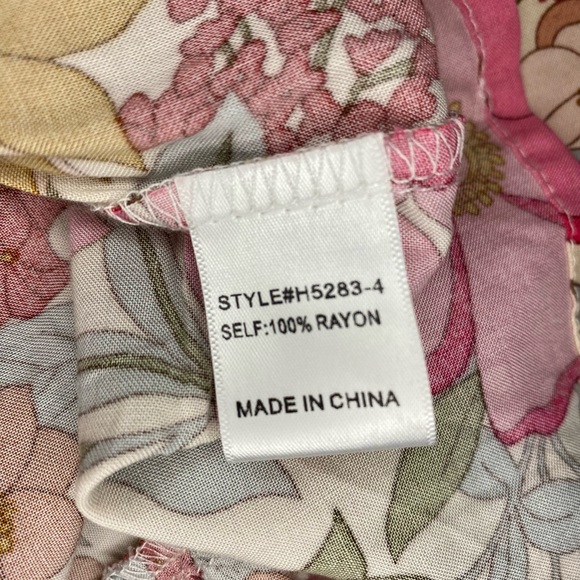 STYLE#H5283-4
SELF:100% RAYON
MADE IN CHINA